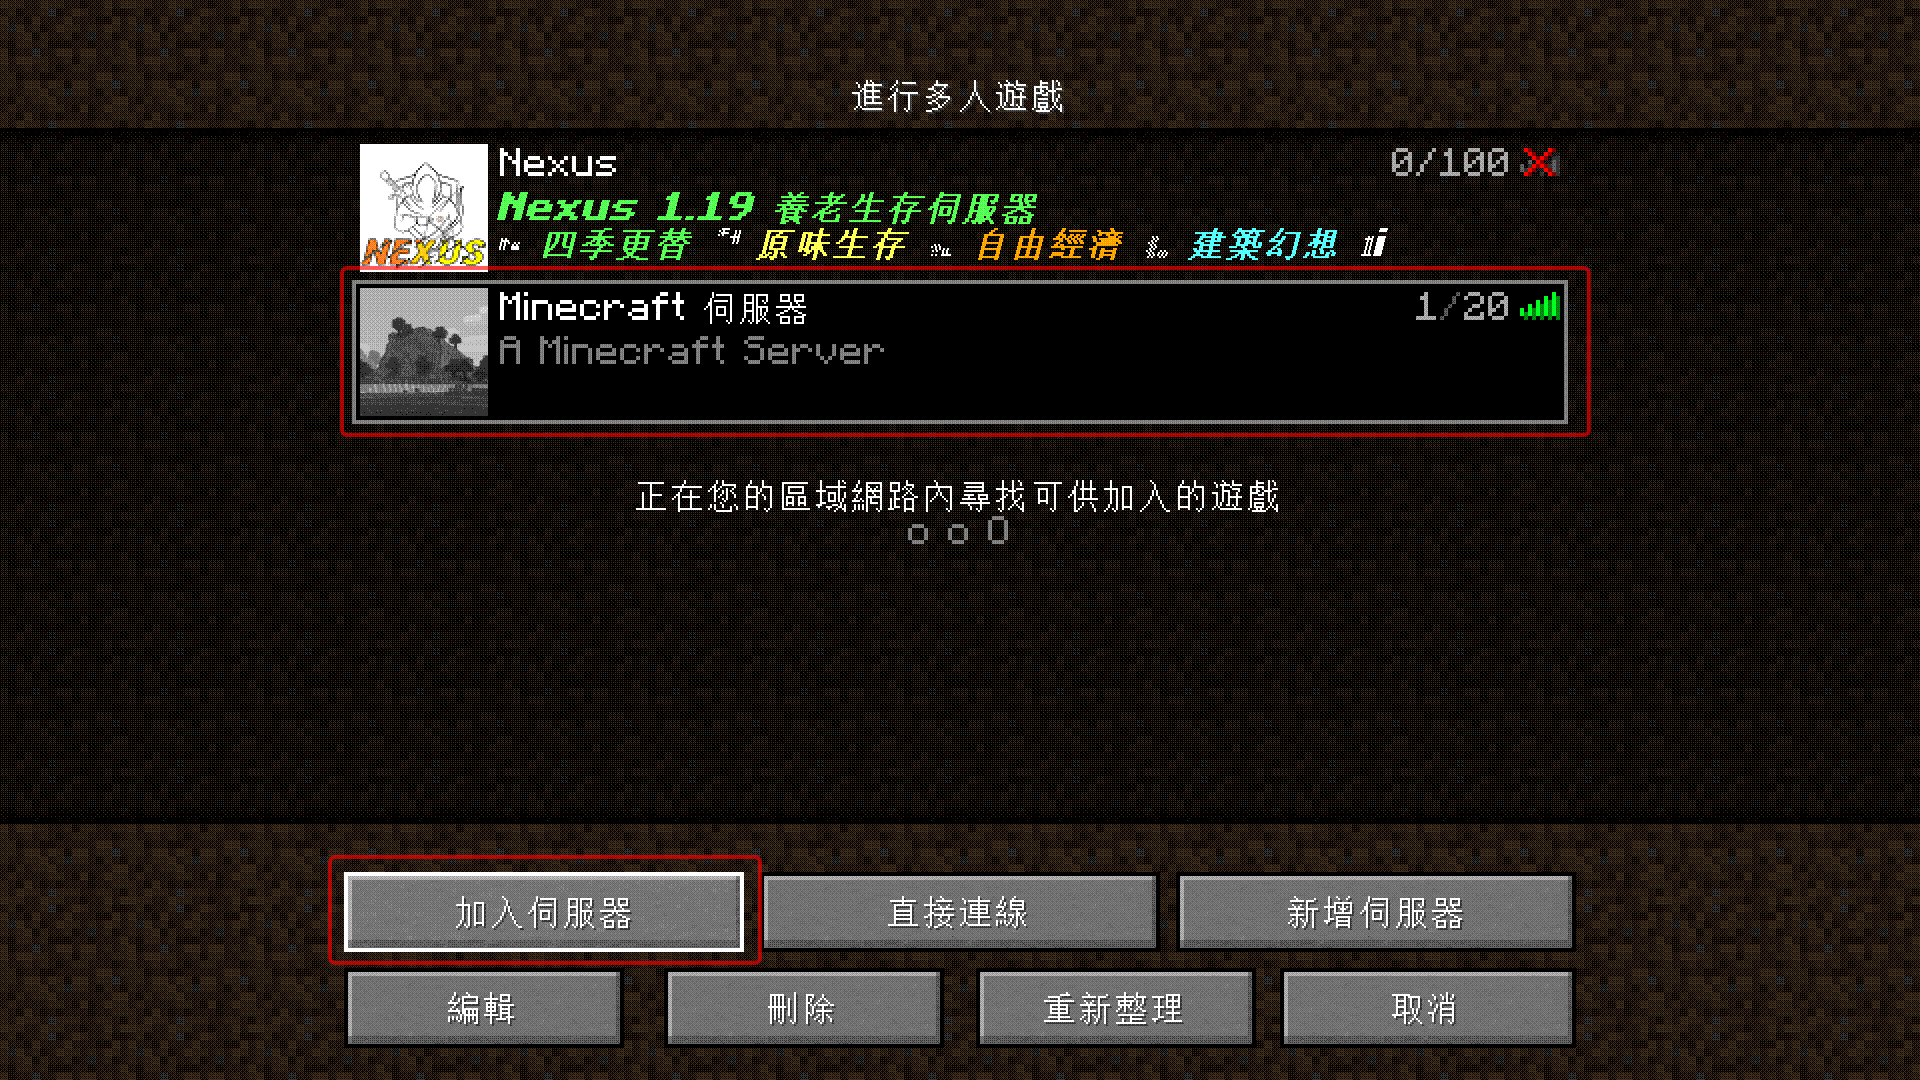 進行多人遊戲
Nexus
0/100
Nexus 1.19 養老生存伺服器
四季更替 原味生存 自由經濟 建築幻想
NEXUS
Minecraft 伺服器
1/20
A Minecraft Server
正在您的區域網路內尋找可供加入的遊戲
o o O
加入伺服器
直接連線
新增伺服器
編輯
刪除
重新整理
取消